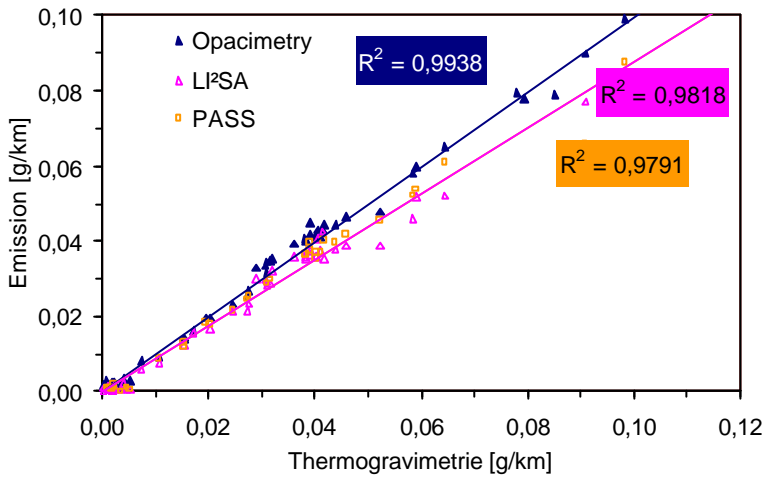 0,10
0,08
0,06
0,04
0,02
0,00
Emission [g/km]
Opacimetry
LI²SA
PASS
R² = 0,9938
R² = 0,9818
R² = 0,9791
0,00 0,02 0,04 0,06 0,08 0,10 0,12
Thermogravimetrie [g/km]